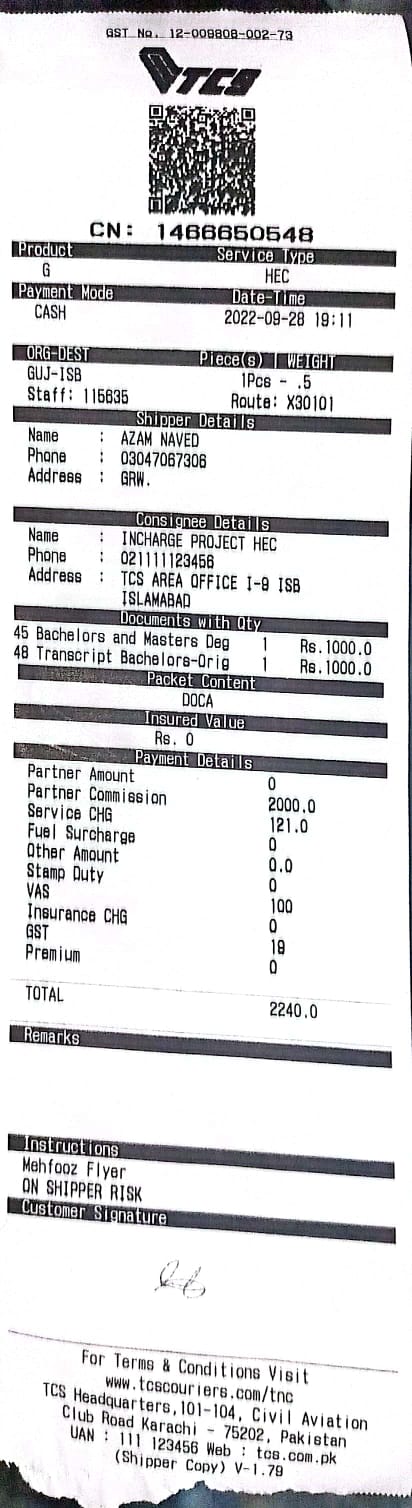 GST No. 12-009808-002-73
TCS
CN: 1466650548
Product Service Type
G HEC
Payment Mode Date-Time
CASH 2022-09-28 19:11
ORG-DEST Piece(s) | WEIGHT
GUJ-ISB 1Pcs - .5
Staff: 115635 Route: X30101
Shipper Details
Name : AZAM NAVED
Phone : 03047067306
Address : GRW.
Consignee Details
Name : INCHARGE PROJECT HEC
Phone : 021111123456
Address : TCS AREA OFFICE I-9 ISB
ISLAMABAD
Documents with Qty
45 Bachelors and Masters Deg 1 Rs.1000.0
48 Transcript Bachelors-Orig 1 Rs.1000.0
Packet Content
DOCA
Insured Value
Rs. 0
Payment Details
Partner Amount 0
Partner Commission 2000.0
Service CHG 121.0
Fuel Surcharge 0
Other Amount 0.0
Stamp Duty 0
VAS 100
Insurance CHG 0
GST 19
Premium 0
TOTAL 2240.0
Remarks
Instructions
Mehfooz Flyer
ON SHIPPER RISK
Customer Signature
For Terms & Conditions Visit
www.tcscouriers.com/tnc
TCS Headquarters,101-104, Civil Aviation
Club Road Karachi - 75202, Pakistan
UAN : 111 123456 Web : tcs.com.pk
(Shipper Copy) V-1.79